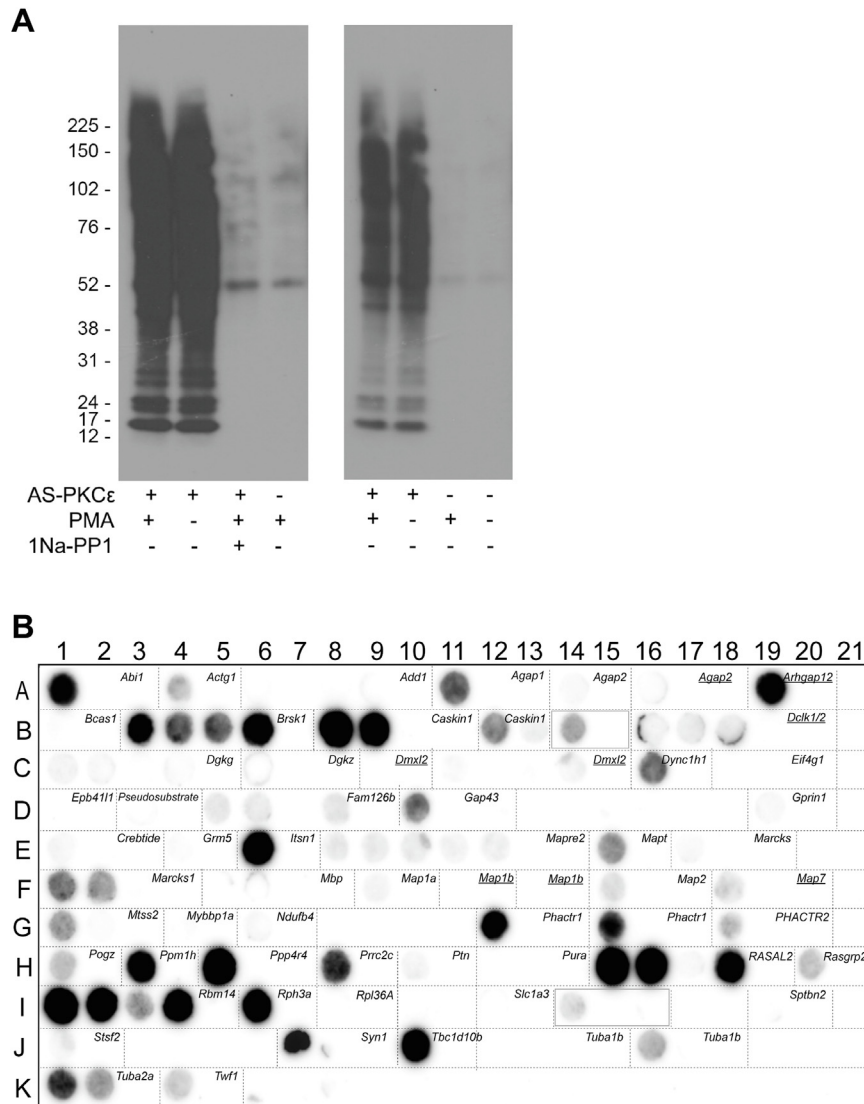 A
225 -
150 -
102 -
76 -
52 -
38 -
31 -
24 -
17 -
12 -
AS-PKCε + + + - + + - -
PMA + - + + + - + -
1Na-PP1 - - + - - - - -
B
1 2 3 4 5 6 7 8 9 10 11 12 13 14 15 16 17 18 19 20 21
A Abi1 Actg1 Add1 Agap1 Agap2 Agap2 Arhgap12
B Bcas1 Brsk1 Caskin1 Caskin1 Dclk1/2
C Dgkg Dgkz Dmxl2 Dmxl2 Dync1h1 Eif4g1
D Epb41l1 Pseudosubstrate Fam126b Gap43 Gprin1
E Crebtide Grm5 Itsn1 Mapre2 Mapt Marcks
F Marcks1 Mbp Map1a Map1b Map1b Map2 Map7
G Mtss2 Mybbp1a Ndufb4 Phactr1 Phactr1 PHACTR2
H Pogz Ppm1h Ppp4r4 Prrc2c Ptn Pura RASAL2 Rasgrp2
I Rbm14 Rph3a Rpl36A Slc1a3 Sptbn2
J Stsf2 Syn1 Tbc1d10b Tuba1b Tuba1b
K Tuba2a Twf1